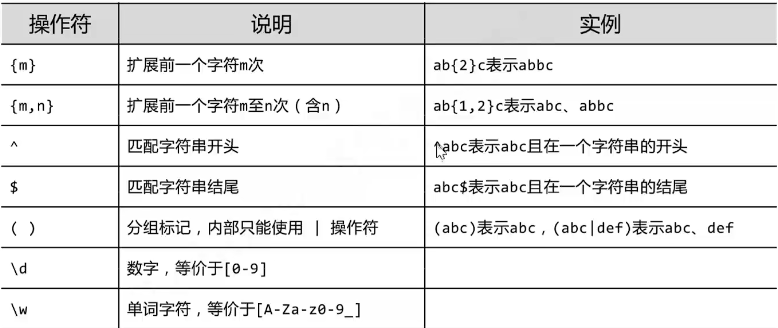 操作符 说明 实例
{m} 扩展前一个字符m次 ab{2}c表示abbc
{m,n} 扩展前一个字符m至n次（含n） ab{1,2}c表示abc、abbc
^ 匹配字符串开头 ^abc表示abc且在一个字符串的开头
$ 匹配字符串结尾 abc$表示abc且在一个字符串的结尾
( ) 分组标记，内部只能使用 | 操作符 (abc)表示abc，(abc|def)表示abc、def
\d 数字，等价于[0-9]
\w 单词字符，等价于[A-Za-z0-9_]